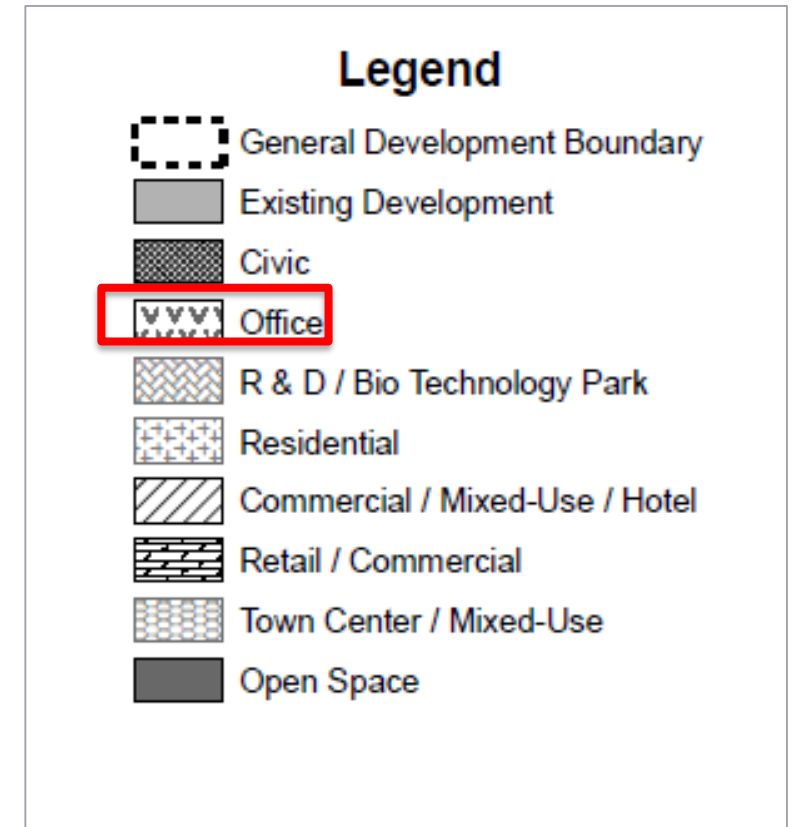 Legend
General Development Boundary
Existing Development
Civic
Office
R & D / Bio Technology Park
Residential
Commercial / Mixed-Use / Hotel
Retail / Commercial
Town Center / Mixed-Use
Open Space